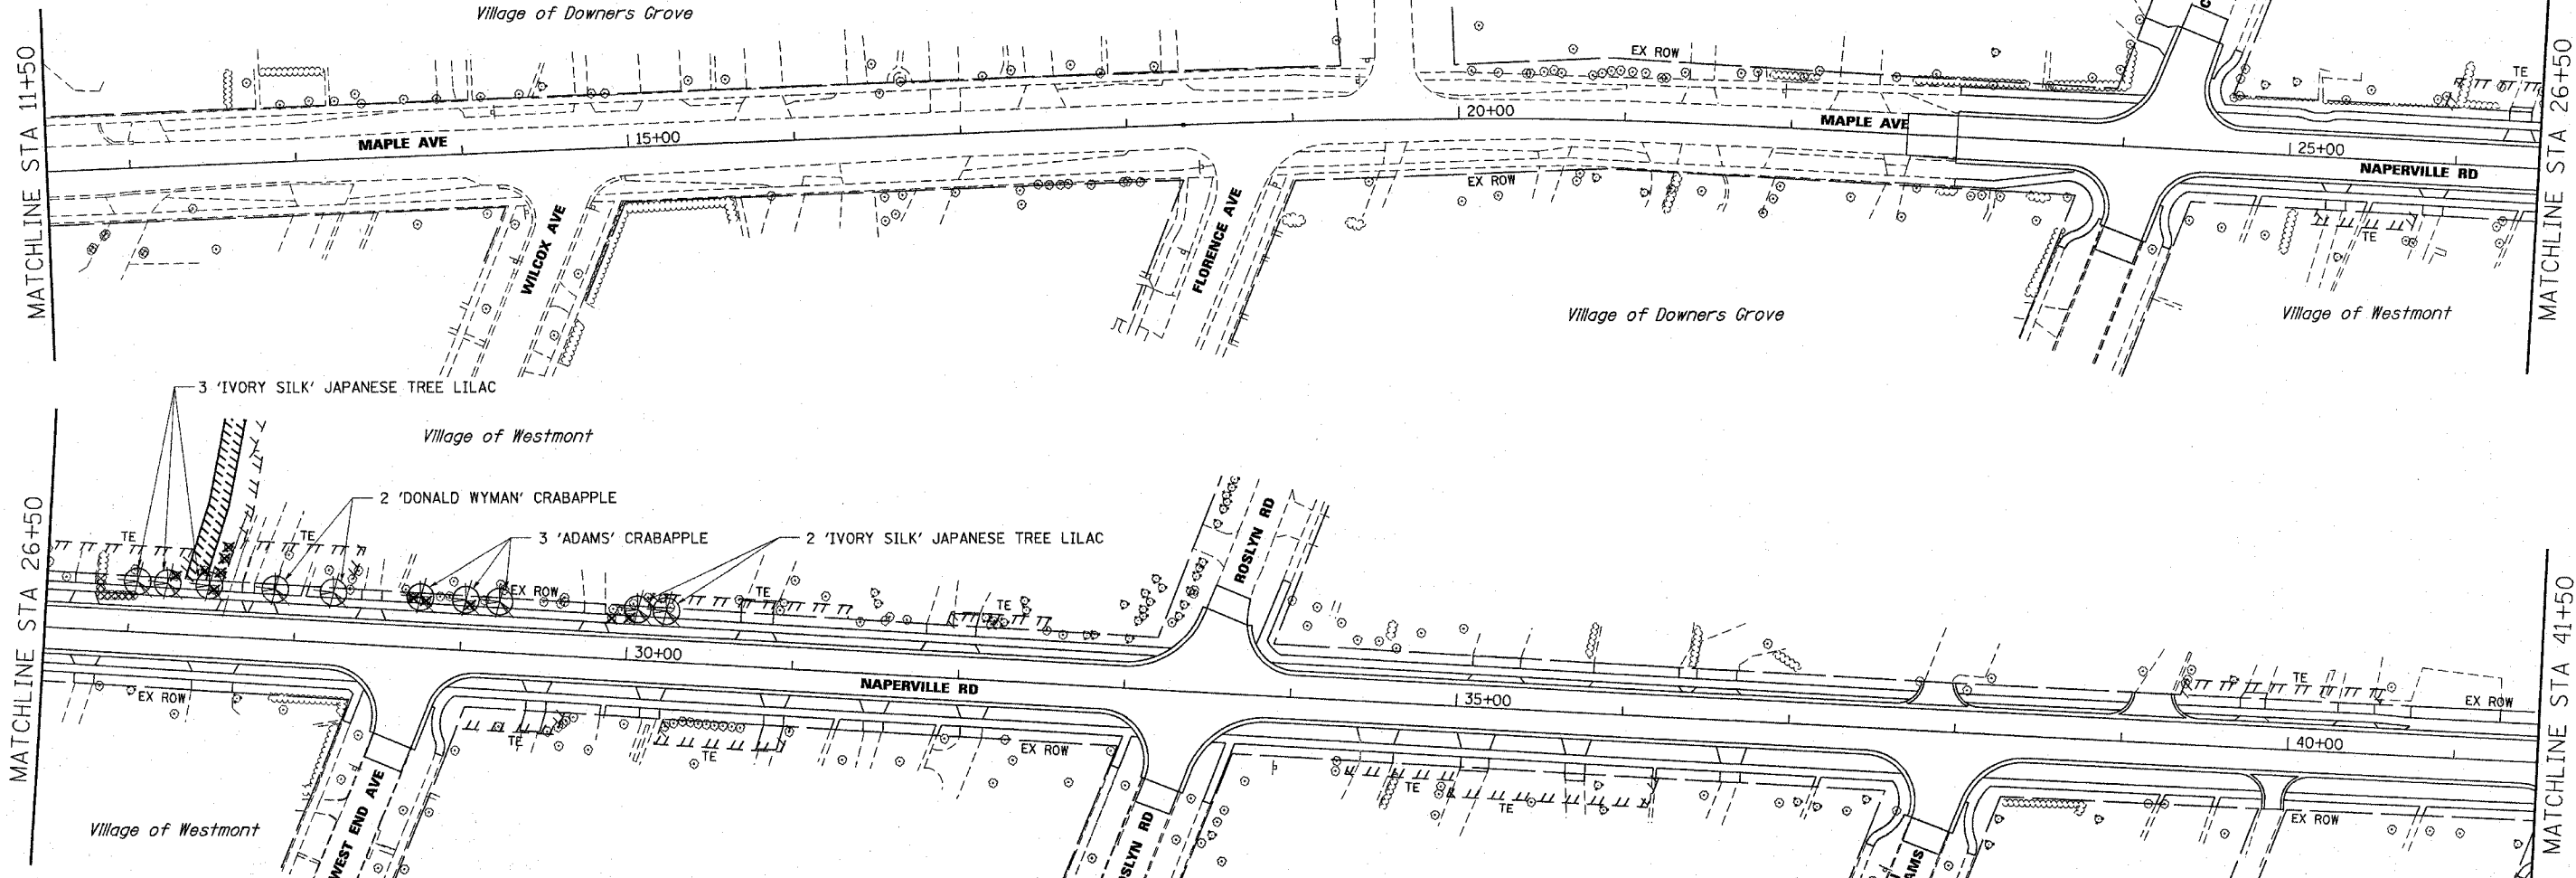 Village of Downers Grove
MATCHLINE STA 11+50
MAPLE AVE
15+00
WILCOX AVE
EX ROW
20+00
EX ROW
FLORENCE AVE
MAPLE AVE
Village of Downers Grove
TE
25+00
NAPERVILLE RD
TE
Village of Westmont
MATCHLINE STA 26+50
3 'IVORY SILK' JAPANESE TREE LILAC
Village of Westmont
2 'DONALD WYMAN' CRABAPPLE
3 'ADAMS' CRABAPPLE
2 'IVORY SILK' JAPANESE TREE LILAC
MATCHLINE STA 26+50
TE
TE
EX ROW
TE
TE
ROSLYN RD
30+00
NAPERVILLE RD
EX ROW
TE
TE
EX ROW
WEST END AVE
Village of Westmont
OSLYN RD
35+00
TE
TE
AMS
TE
EX ROW
40+00
EX ROW
MATCHLINE STA 41+50